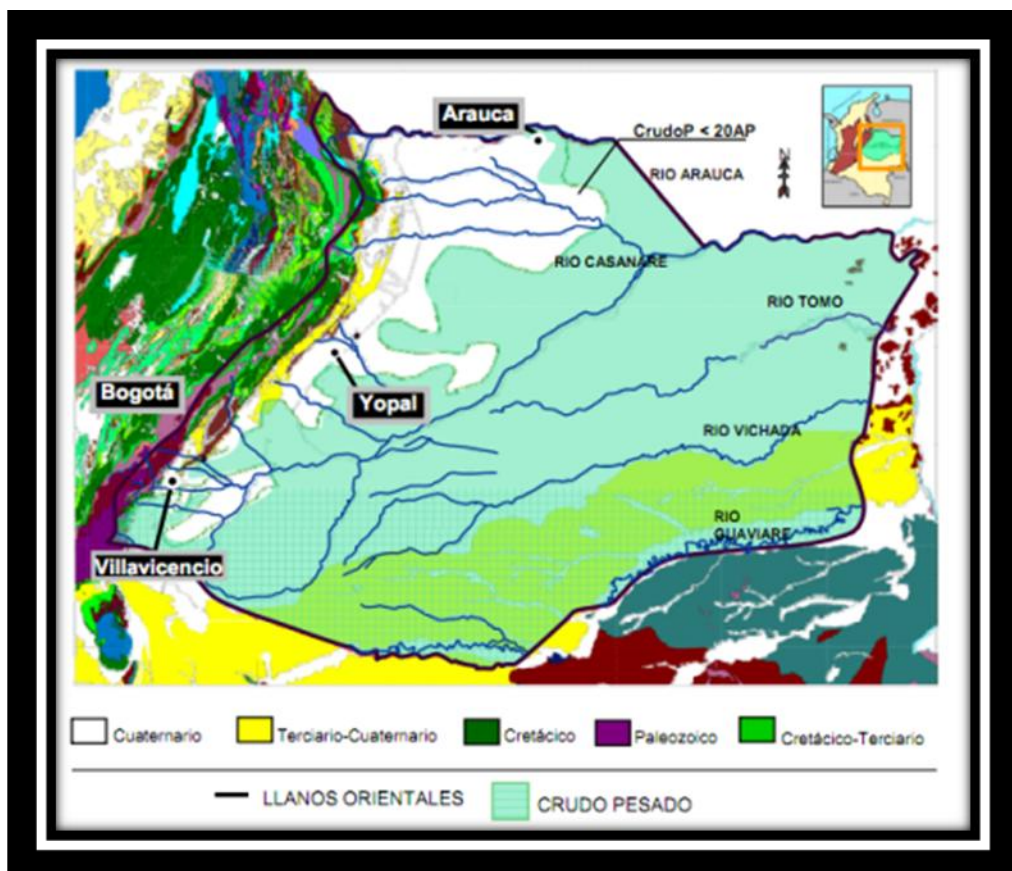 Arauca
CrudoP < 20AP
RIO ARAUCA
RIO CASANARE
RIO TOMO
Bogotá
Yopal
RIO VICHADA
RIO
GUAVIARE
Villavicencio
Cuaternario
Terciario-Cuaternario
Cretácico
Paleozoico
Cretácico-Terciario
LLANOS ORIENTALES
CRUDO PESADO